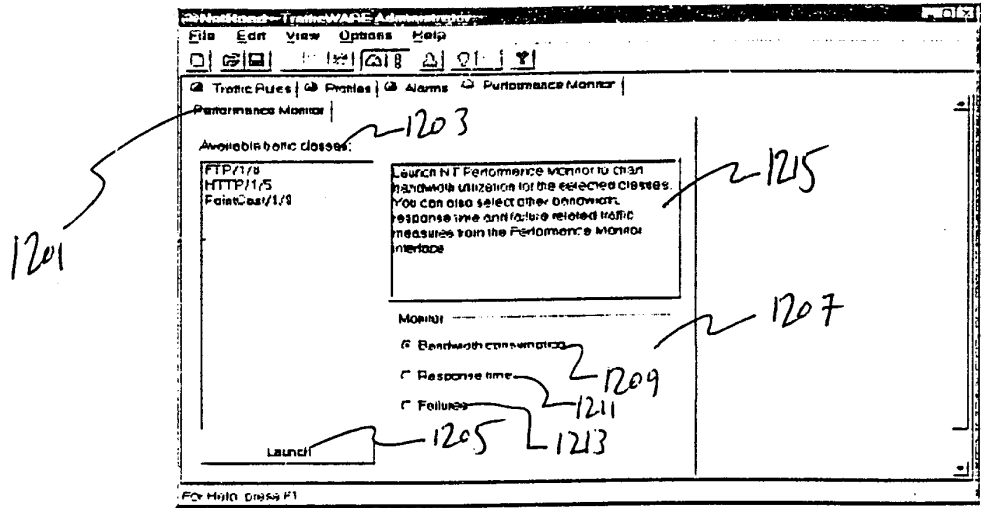 NetHand - TrafficWARE Administrator
File Edit View Options Help
Traffic Rules Profiles Alarms Performance Monitor
Performance Monitor
1203
Available traffic classes:
FTP/1/8
HTTP/1/5
PointCast/1/9
Launch NT Performance Monitor to chart
bandwidth utilization for the selected classes.
You can also select other bandwidth,
response time and failure related traffic
measures from the Performance Monitor
interface
1215
1201
Monitor
1207
Bandwidth consumption
1209
Response time
1211
Failures
1213
1205
Launch
For Help, press F1